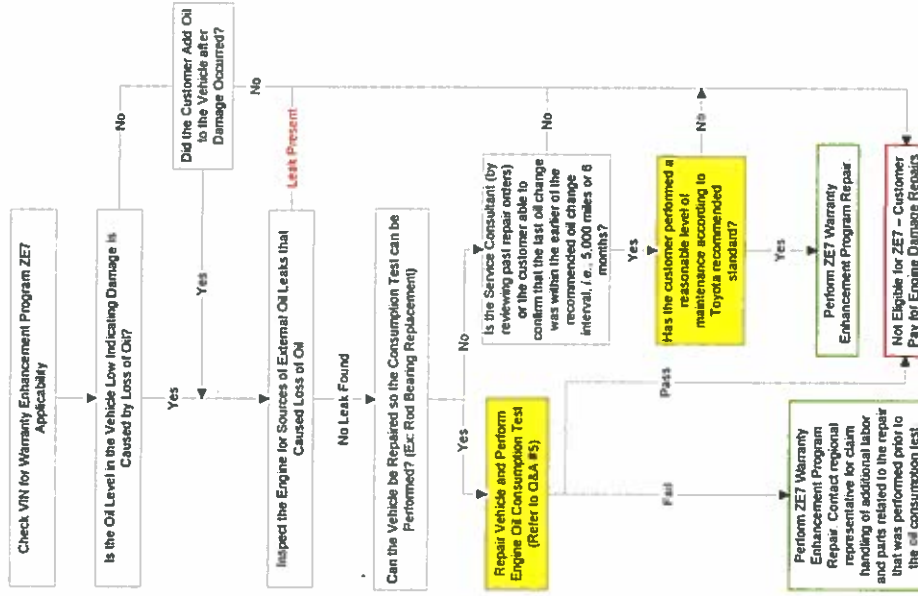 Check VIN for Warranty Enhancement Program ZE7
Applicability
Is the Oil Level in the Vehicle Low Indicating Damage is
Caused by Loss of Oil?
No
Did the Customer Add Oil
to the Vehicle after
Damage Occurred?
Yes
Yes
No
Inspect the Engine for Sources of External Oil Leaks that
Caused Loss of Oil
Leak Present
No Leak Found
Can the Vehicle be Repaired so the Consumption Test can be
Performed? (Ex: Rod Bearing Replacement)
Yes
No
Repair Vehicle and Perform
Engine Oil Consumption Test
(Refer to Q&A #5)
Is the Service Consultant (by
reviewing past repair orders)
or the customer able to
confirm that the last oil change
was within the earlier of the
recommended oil change
interval, i.e., 5,000 miles or 6
months?
No
Yes
Has the customer performed a
reasonable level of
maintenance according to
Toyota recommended
standard?
No
Yes
Fail
Pass
Perform ZE7 Warranty
Enhancement Program
Repair. Contact regional
representative for claim
handling of additional labor
and parts related to the repair
that was performed prior to
the oil consumption test.
Perform ZE7 Warranty
Enhancement Program Repair
Not Eligible for ZE7 – Customer
Pay for Engine Damage Repairs